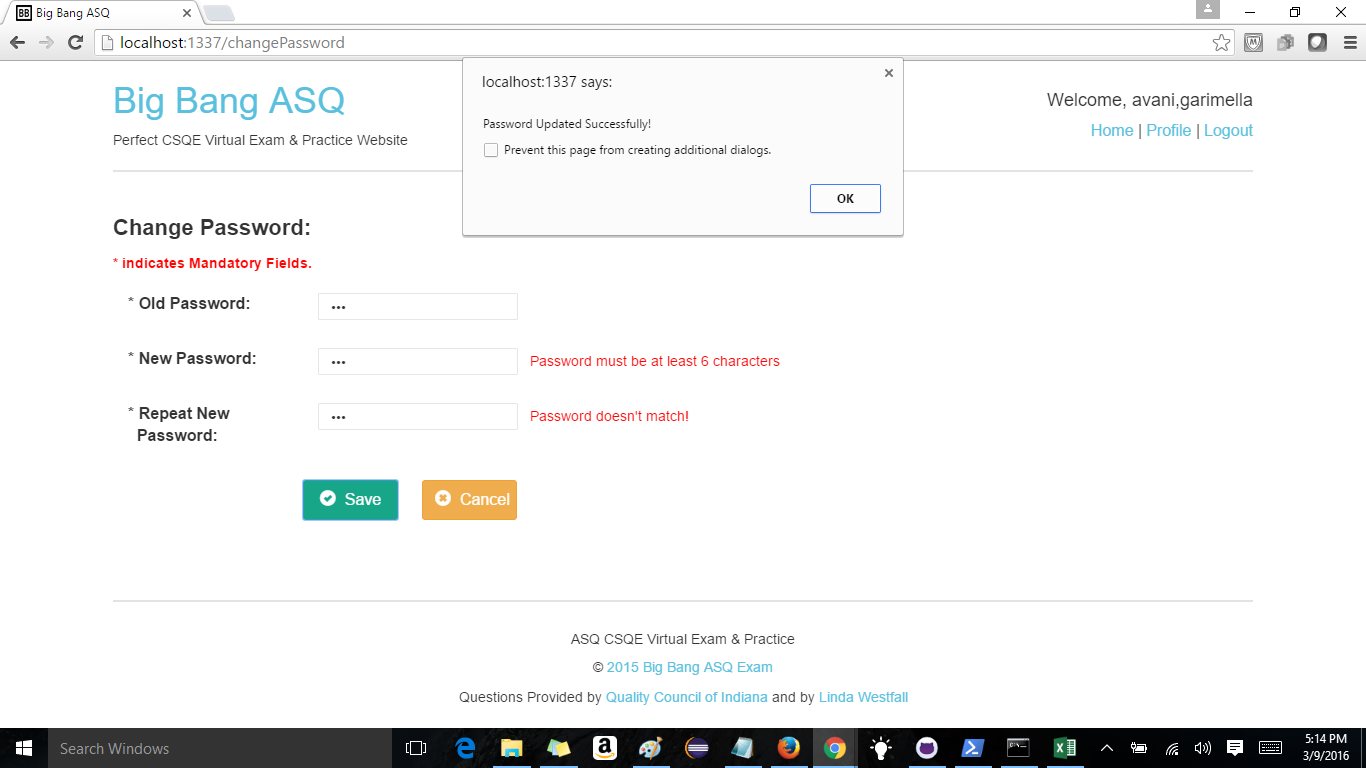 Big Bang ASQ
localhost:1337/changePassword
localhost:1337 says:
Password Updated Successfully!
Prevent this page from creating additional dialogs.
OK
Big Bang ASQ
Perfect CSQE Virtual Exam & Practice Website
Welcome, avani,garimella
Home | Profile | Logout
Change Password:
* indicates Mandatory Fields.
* Old Password:
* New Password:
Password must be at least 6 characters
* Repeat New
Password:
Password doesn't match!
Save
Cancel
ASQ CSQE Virtual Exam & Practice
© 2015 Big Bang ASQ Exam
Questions Provided by Quality Council of Indiana and by Linda Westfall
Search Windows
5:14 PM
3/9/2016